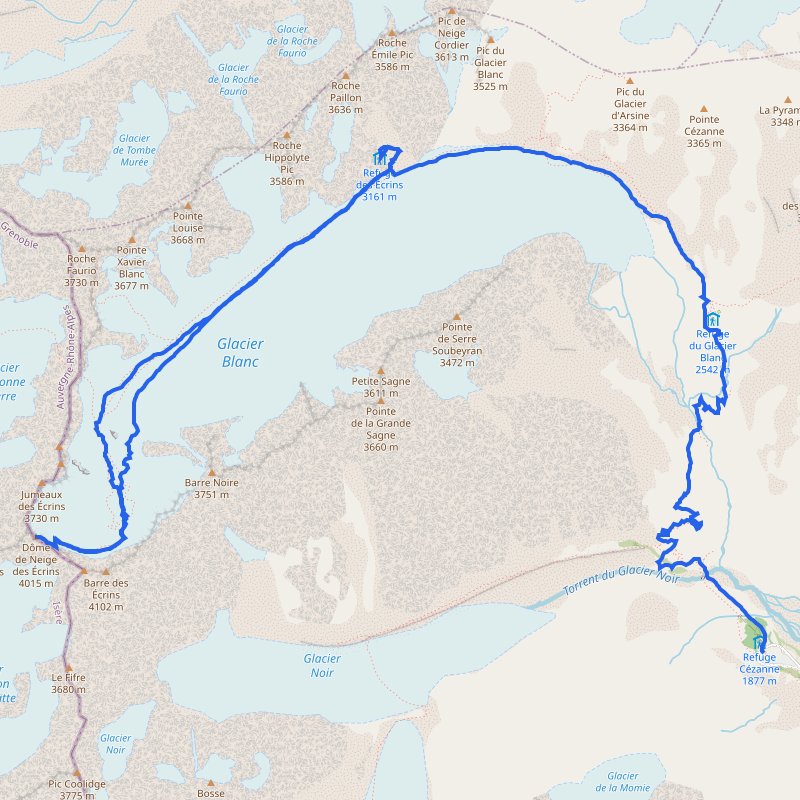 Glacier
de la Roche
Faurio
Roche
Émile Pic
3586 m
Pic de
Neige
Cordier
3613 m
Pic du
Glacier
Blanc
3525 m
Glacier
de la Roche
Faurio
Roche
Paillon
3636 m
Pic du
Glacier
d'Arsine
3364 m
Pointe
Cézanne
3365 m
La Pyram
3348 m
Glacier
de Tombe
Murée
Roche
Hippolyte
Pic
3586 m
Refuge
des Écrins
3161 m
des
Pointe
Louise
3668 m
Grenoble
Pointe
Xavier
Blanc
3677 m
Roche
Faurio
3730 m
Auvergne-Rhône-Alpes
Glacier
Blanc
Pointe
de Serre
Soubeyran
3472 m
Refuge
du Glacier
Blanc
2542 m
Petite Sagne
3611 m
Pointe
de la Grande
Sagne
3660 m
Barre Noire
3751 m
Jumeaux
des Écrins
3730 m
Dôme
de Neige
des Écrins
4015 m
Barre des
Écrins
4102 m
Isère
Torrent du Glacier Noir
Glacier
Noir
Refuge
Cézanne
1877 m
Le Fifre
3680 m
Glacier
Noir
Pic Coolidge
3775 m
Bosse
Glacier
de la Momie